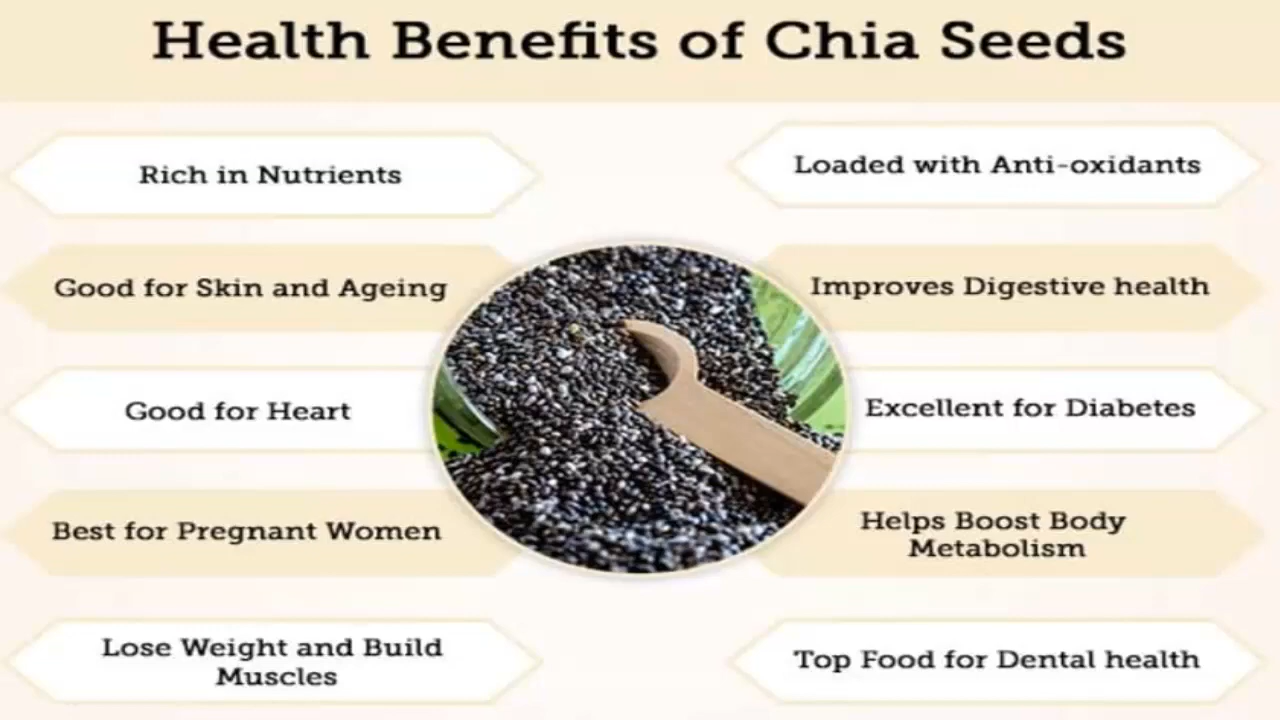 Health Benefits of Chia Seeds
Rich in Nutrients
Loaded with Anti-oxidants
Good for Skin and Ageing
Improves Digestive health
Good for Heart
Excellent for Diabetes
Best for Pregnant Women
Helps Boost Body
Metabolism
Lose Weight and Build
Muscles
Top Food for Dental health